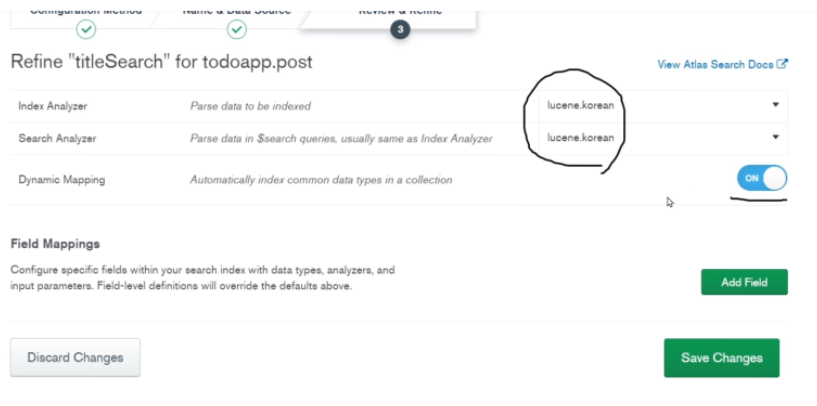 Configuration Method Name & Data Source Review & Refine
3
Refine "titleSearch" for todoapp.post
View Atlas Search Docs
Index Analyzer Parse data to be indexed lucene.korean
Search Analyzer Parse data in $search queries, usually same as Index Analyzer lucene.korean
Dynamic Mapping Automatically index common data types in a collection ON
Field Mappings
Configure specific fields within your search index with data types, analyzers, and
input parameters. Field-level definitions will override the defaults above.
Add Field
Discard Changes Save Changes